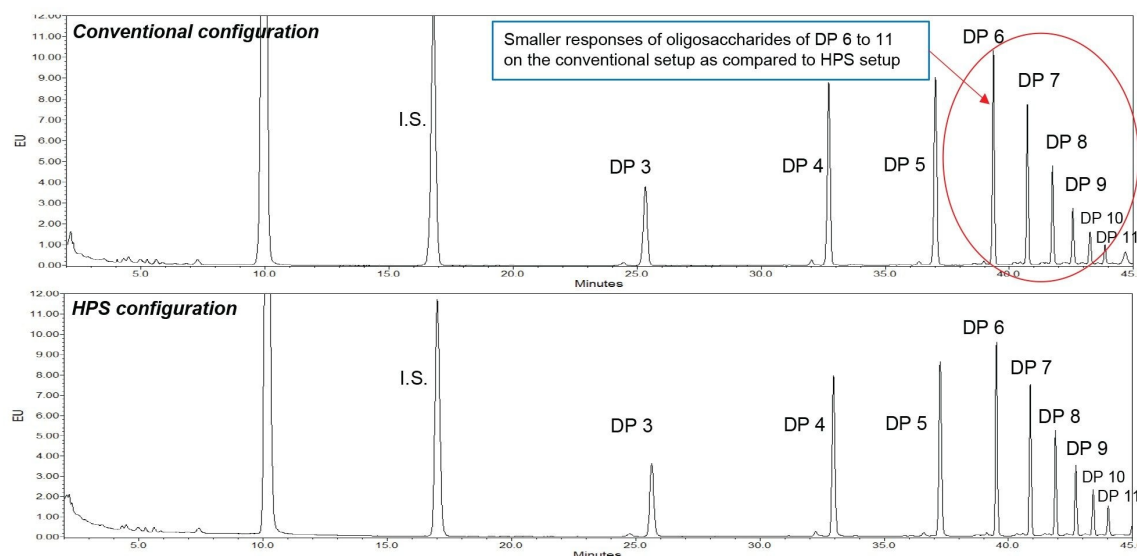 Conventional configuration
Smaller responses of oligosaccharides of DP 6 to 11
on the conventional setup as compared to HPS setup
12.00
11.00
10.00
9.00
8.00
7.00
6.00
5.00
4.00
3.00
2.00
1.00
0.00
EU
I.S.
DP 3
DP 4
DP 5
DP 6
DP 7
DP 8
DP 9
DP 10
DP 11
5.0
10.0
15.0
20.0
25.0
30.0
35.0
40.0
45.0
Minutes
HPS configuration
12.00
11.00
10.00
9.00
8.00
7.00
6.00
5.00
4.00
3.00
2.00
1.00
0.00
EU
I.S.
DP 3
DP 4
DP 5
DP 6
DP 7
DP 8
DP 9
DP 10
DP 11
5.0
10.0
15.0
20.0
25.0
30.0
35.0
40.0
45.0
Minutes